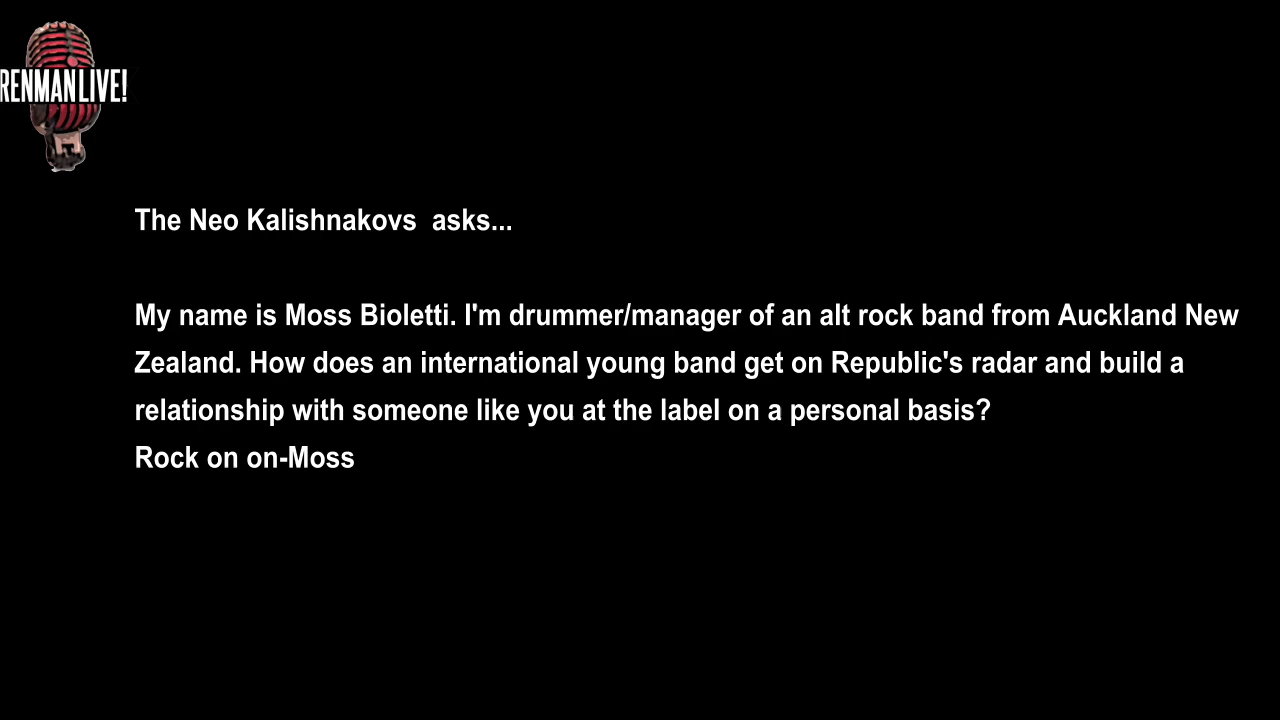 RENMANLIVE!
The Neo Kalishnakovs  asks...
My name is Moss Bioletti. I'm drummer/manager of an alt rock band from Auckland New
Zealand. How does an international young band get on Republic's radar and build a
relationship with someone like you at the label on a personal basis?
Rock on on-Moss